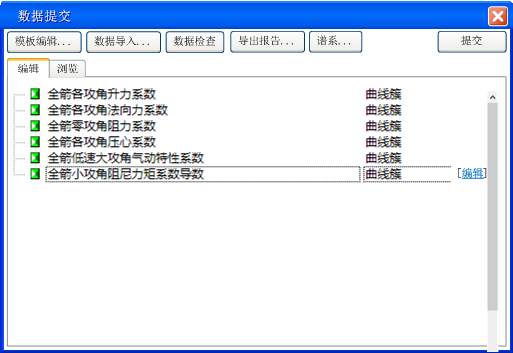 数据提交
模板编辑... 数据导入... 数据检查 导出报告... 谱系... 提交
编辑 浏览
全箭各攻角升力系数 曲线簇
全箭各攻角法向力系数 曲线簇
全箭零攻角阻力系数 曲线簇
全箭各攻角压心系数 曲线簇
全箭低速大攻角气动特性系数 曲线簇
全箭小攻角阻尼力矩系数导数 曲线簇 [编辑]